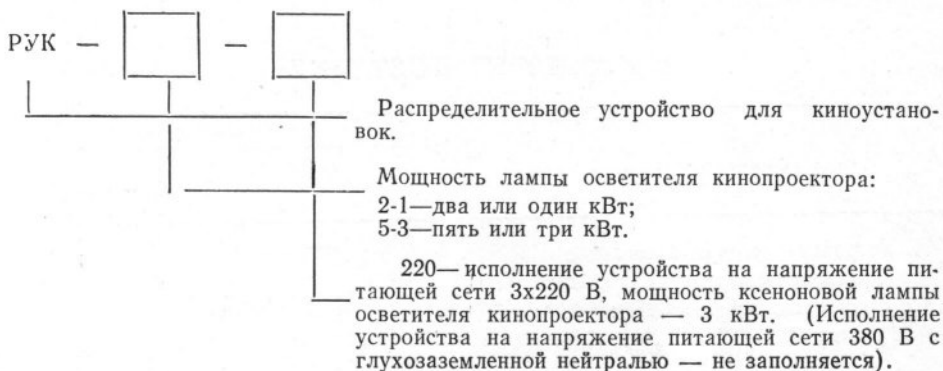 РУК — —
Распределительное устройство для киноустано-
вок.
Мощность лампы осветителя кинопроектора:
2-1—два или один кВт;
5-3—пять или три кВт.
220— исполнение устройства на напряжение пи-
тающей сети 3х220 В, мощность ксеноновой лампы
осветителя кинопроектора — 3 кВт. (Исполнение
устройства на напряжение питающей сети 380 В с
глухозаземленной нейтралью — не заполняется).